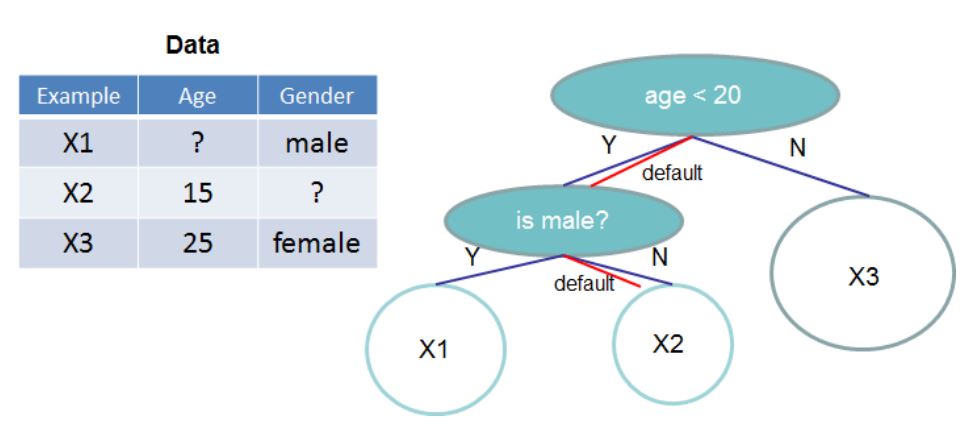 Data
Example Age Gender
X1 ? male
X2 15 ?
X3 25 female
age < 20
Y
N
default
is male?
Y
N
default
X1
X2
X3